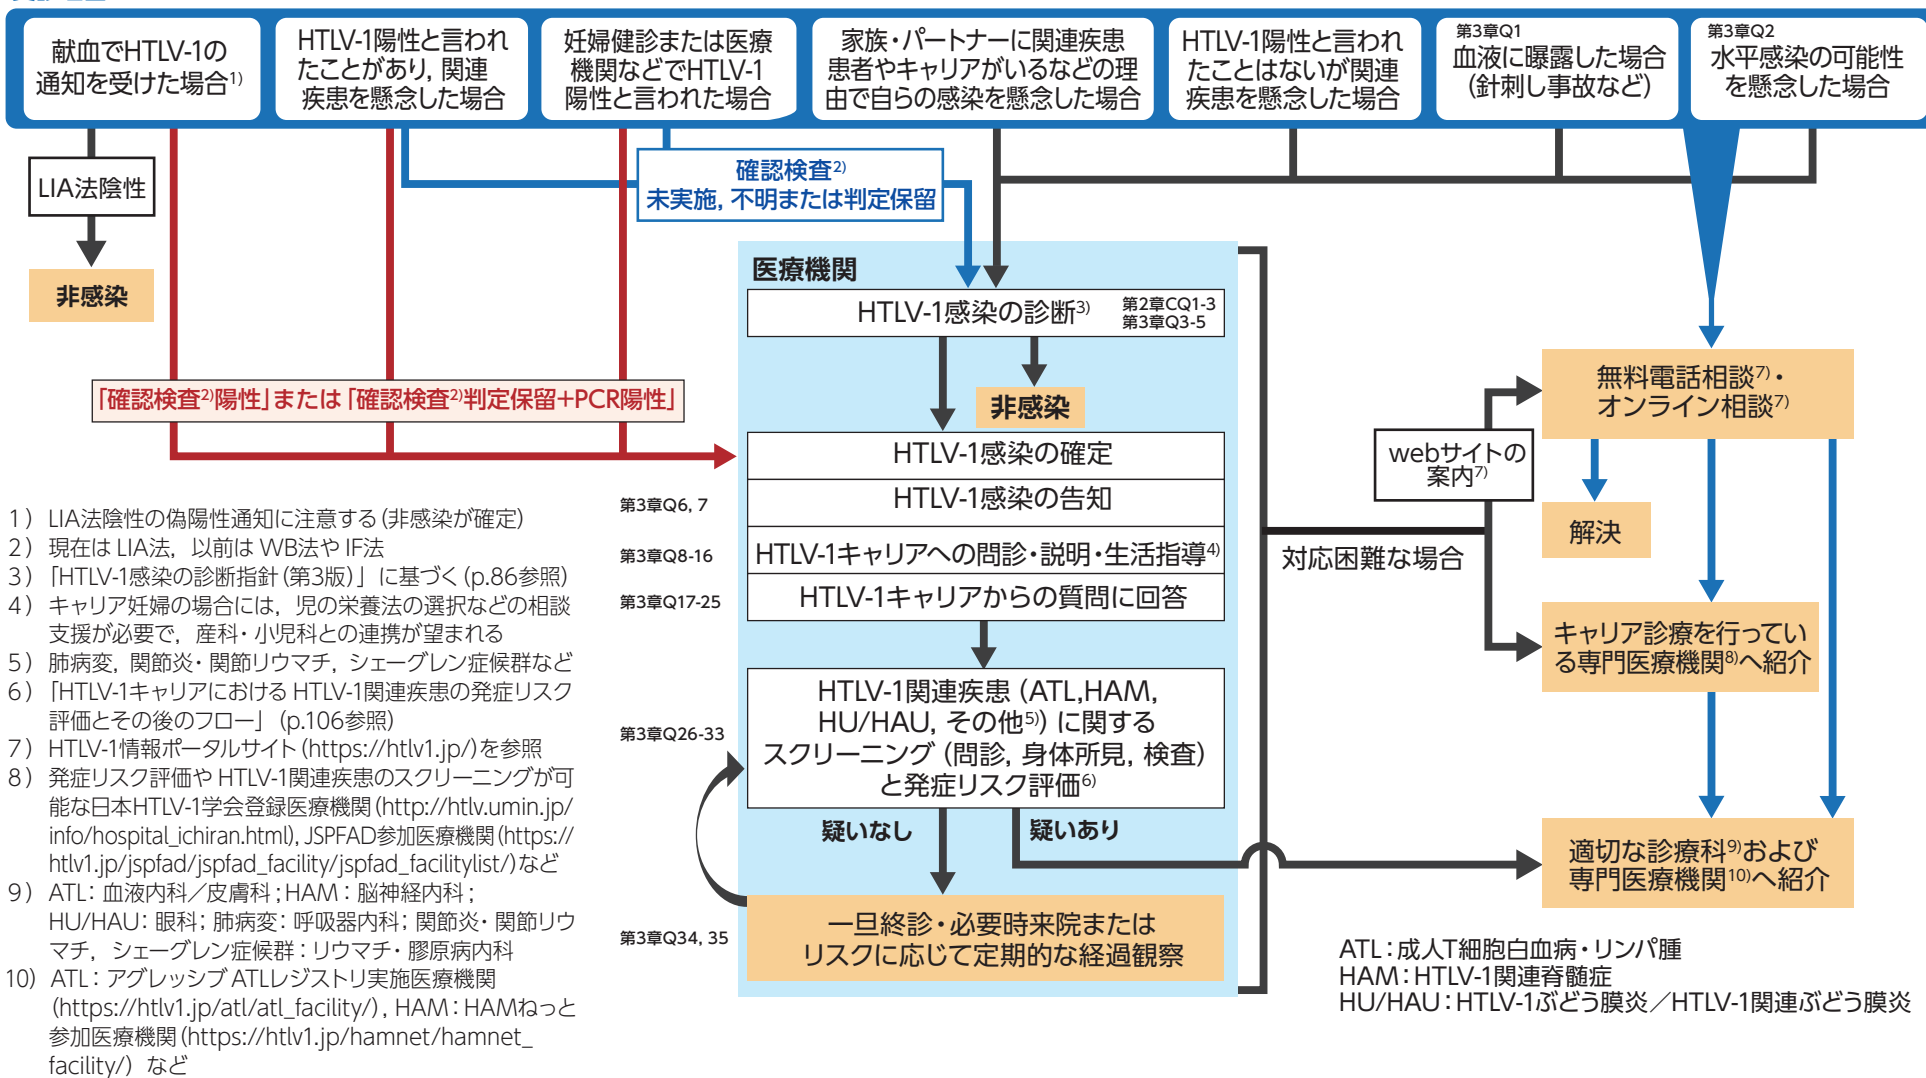 献血でHTLV-1の
通知を受けた場合1)
HTLV-1陽性と言われ
たことがあり, 関連
疾患を懸念した場合
妊婦健診または医療
機関などでHTLV-1
陽性と言われた場合
家族・パートナーに関連疾患
患者やキャリアがいるなどの理
由で自らの感染を懸念した場合
HTLV-1陽性と言われ
たことはないが関連
疾患を懸念した場合
第3章Q1
血液に曝露した場合
(針刺し事故など)
第3章Q2
水平感染の可能性
を懸念した場合
LIA法陰性
非感染
確認検査2)
未実施, 不明または判定保留
「確認検査2)陽性」または「確認検査2)判定保留+PCR陽性」
医療機関
HTLV-1感染の診断3)
第2章CQ1-3
第3章Q3-5
非感染
HTLV-1感染の確定
HTLV-1感染の告知
第3章Q6, 7
HTLV-1キャリアへの問診・説明・生活指導4)
第3章Q8-16
HTLV-1キャリアからの質問に回答
第3章Q17-25
HTLV-1関連疾患 (ATL,HAM,
HU/HAU, その他5)) に関する
スクリーニング (問診, 身体所見, 検査)
と発症リスク評価6)
第3章Q26-33
疑いなし
疑いあり
一旦終診・必要時来院または
リスクに応じて定期的な経過観察
第3章Q34, 35
対応困難な場合
webサイトの
案内7)
無料電話相談7)・
オンライン相談7)
解決
キャリア診療を行ってい
る専門医療機関8)へ紹介
適切な診療科9)および
専門医療機関10)へ紹介
1) LIA法陰性の偽陽性通知に注意する(非感染が確定)
2) 現在は LIA法, 以前は WB法や IF法
3) 「HTLV-1感染の診断指針(第3版)」に基づく(p.86参照)
4) キャリア妊婦の場合には, 児の栄養法の選択などの相談
支援が必要で, 産科・小児科との連携が望まれる
5) 肺病変, 関節炎・関節リウマチ, シェーグレン症候群など
6) 「HTLV-1キャリアにおける HTLV-1関連疾患の発症リスク
評価とその後のフロー」 (p.106参照)
7) HTLV-1情報ポータルサイト(https://htlv1.jp/)を参照
8) 発症リスク評価や HTLV-1関連疾患のスクリーニングが可
能な日本HTLV-1学会登録医療機関(http://htlv.umin.jp/
info/hospital_ichiran.html), JSPFAD参加医療機関(https://
htlv1.jp/jspfad/jspfad_facility/jspfad_facilitylist/)など
9) ATL: 血液内科／皮膚科; HAM: 脳神経内科;
HU/HAU: 眼科; 肺病変: 呼吸器内科; 関節炎・関節リウ
マチ, シェーグレン症候群: リウマチ・膠原病内科
10) ATL: アグレッシブ ATLレジストリ実施医療機関
(https://htlv1.jp/atl/atl_facility/), HAM: HAMねっと
参加医療機関(https://htlv1.jp/hamnet/hamnet_
facility/) など
ATL:成人T細胞白血病・リンパ腫
HAM:HTLV-1関連脊髄症
HU/HAU:HTLV-1ぶどう膜炎／HTLV-1関連ぶどう膜炎